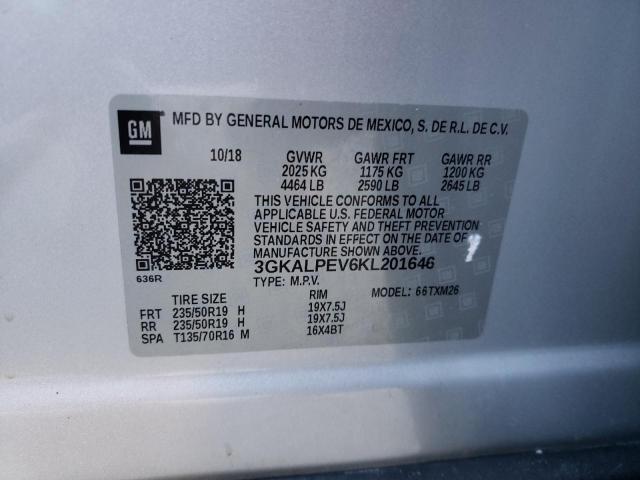 GM
MFD BY GENERAL MOTORS DE MEXICO, S. DE R.L. DE C.V.
10/18 GVWR GAWR FRT GAWR RR
2025 KG 1175 KG 1200 KG
4464 LB 2590 LB 2645 LB
THIS VEHICLE CONFORMS TO ALL
APPLICABLE U.S. FEDERAL MOTOR
VEHICLE SAFETY AND THEFT PREVENTION
STANDARDS IN EFFECT ON THE DATE OF
MANUFACTURE SHOWN ABOVE.
3GKALPEV6KL201646
636R
TYPE: M.P.V. MODEL: 66TXM26
TIRE SIZE RIM
FRT 235/50R19 H 19X7.5J
RR 235/50R19 H 19X7.5J
SPA T135/70R16 M 16X4BT